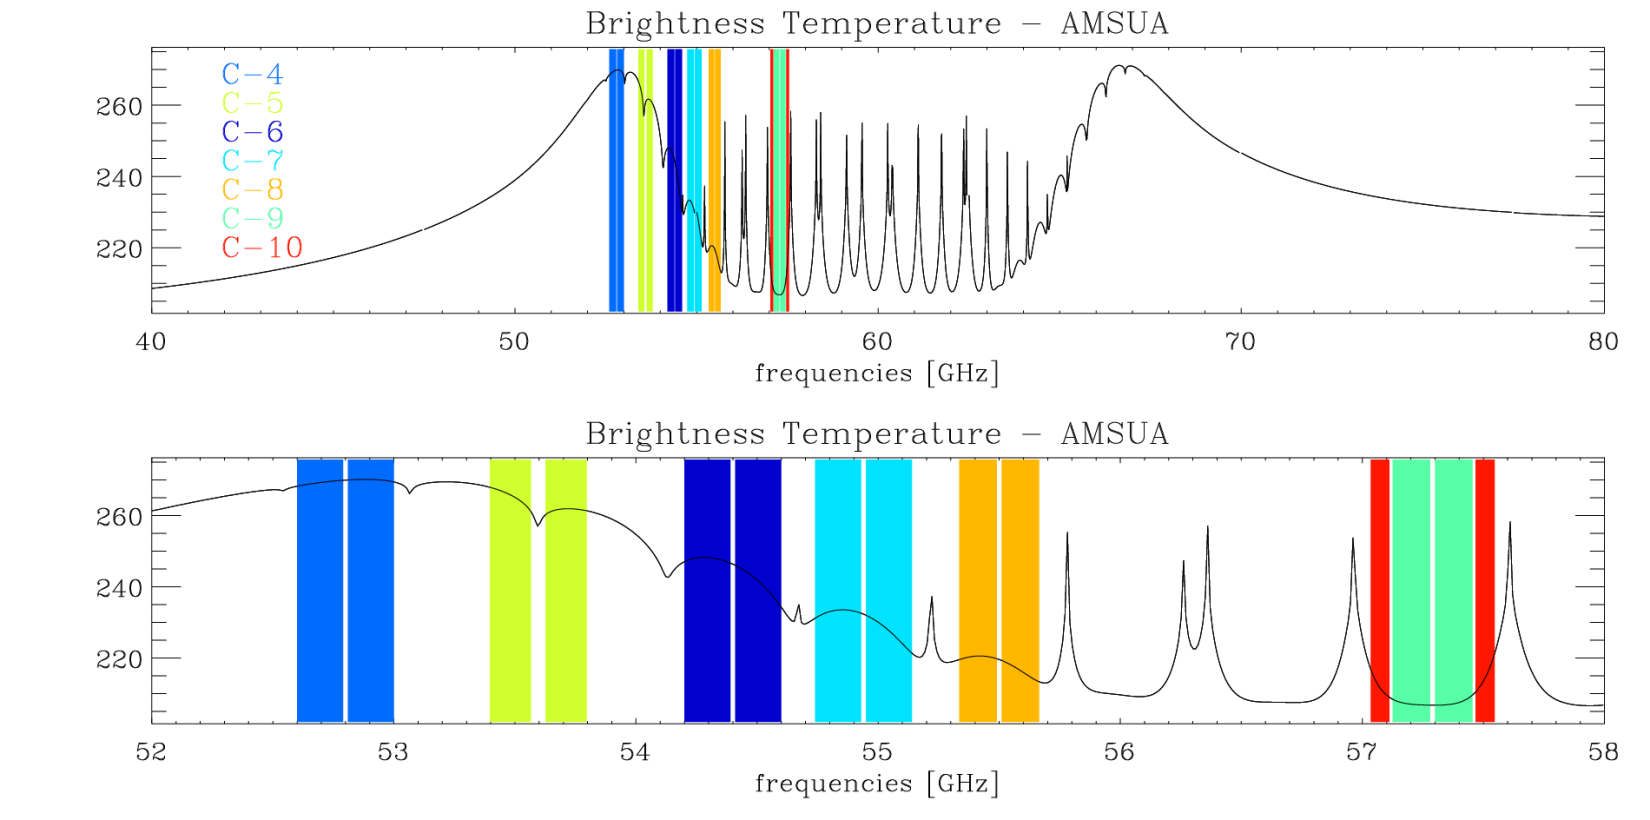 Brightness Temperature − AMSUA
C−4
C−5
C−6
C−7
C−8
C−9
C−10
260
240
220
40 50 60 70 80
frequencies [GHz]
Brightness Temperature − AMSUA
260
240
220
52 53 54 55 56 57 58
frequencies [GHz]